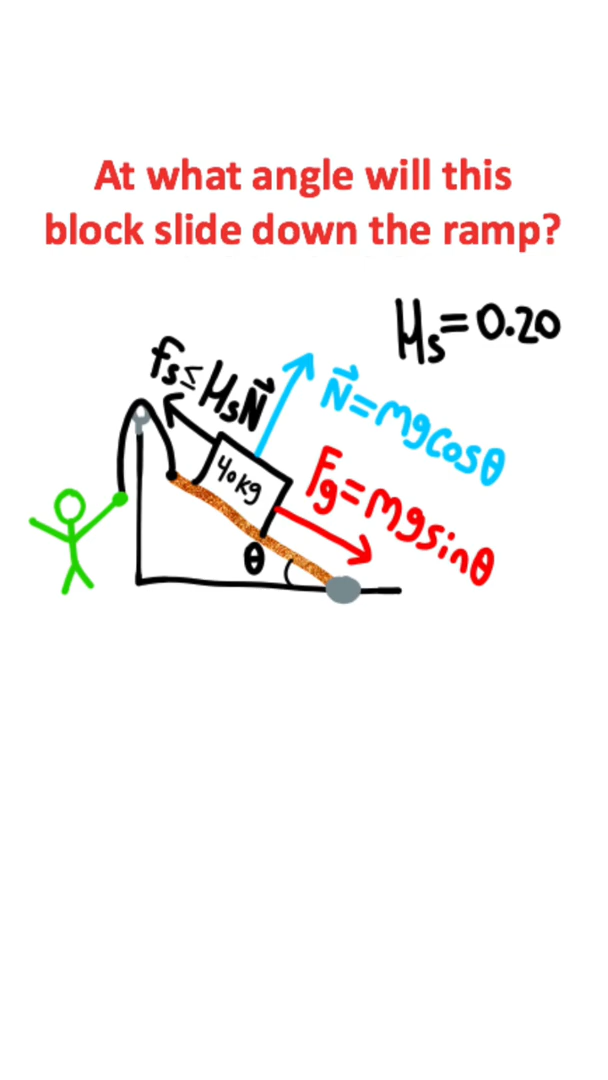 At what angle will this
block slide down the ramp?
μs=0.20
fs≤μsN⃗
N⃗=mgcosθ
40kg
Fg=mgsinθ
θ